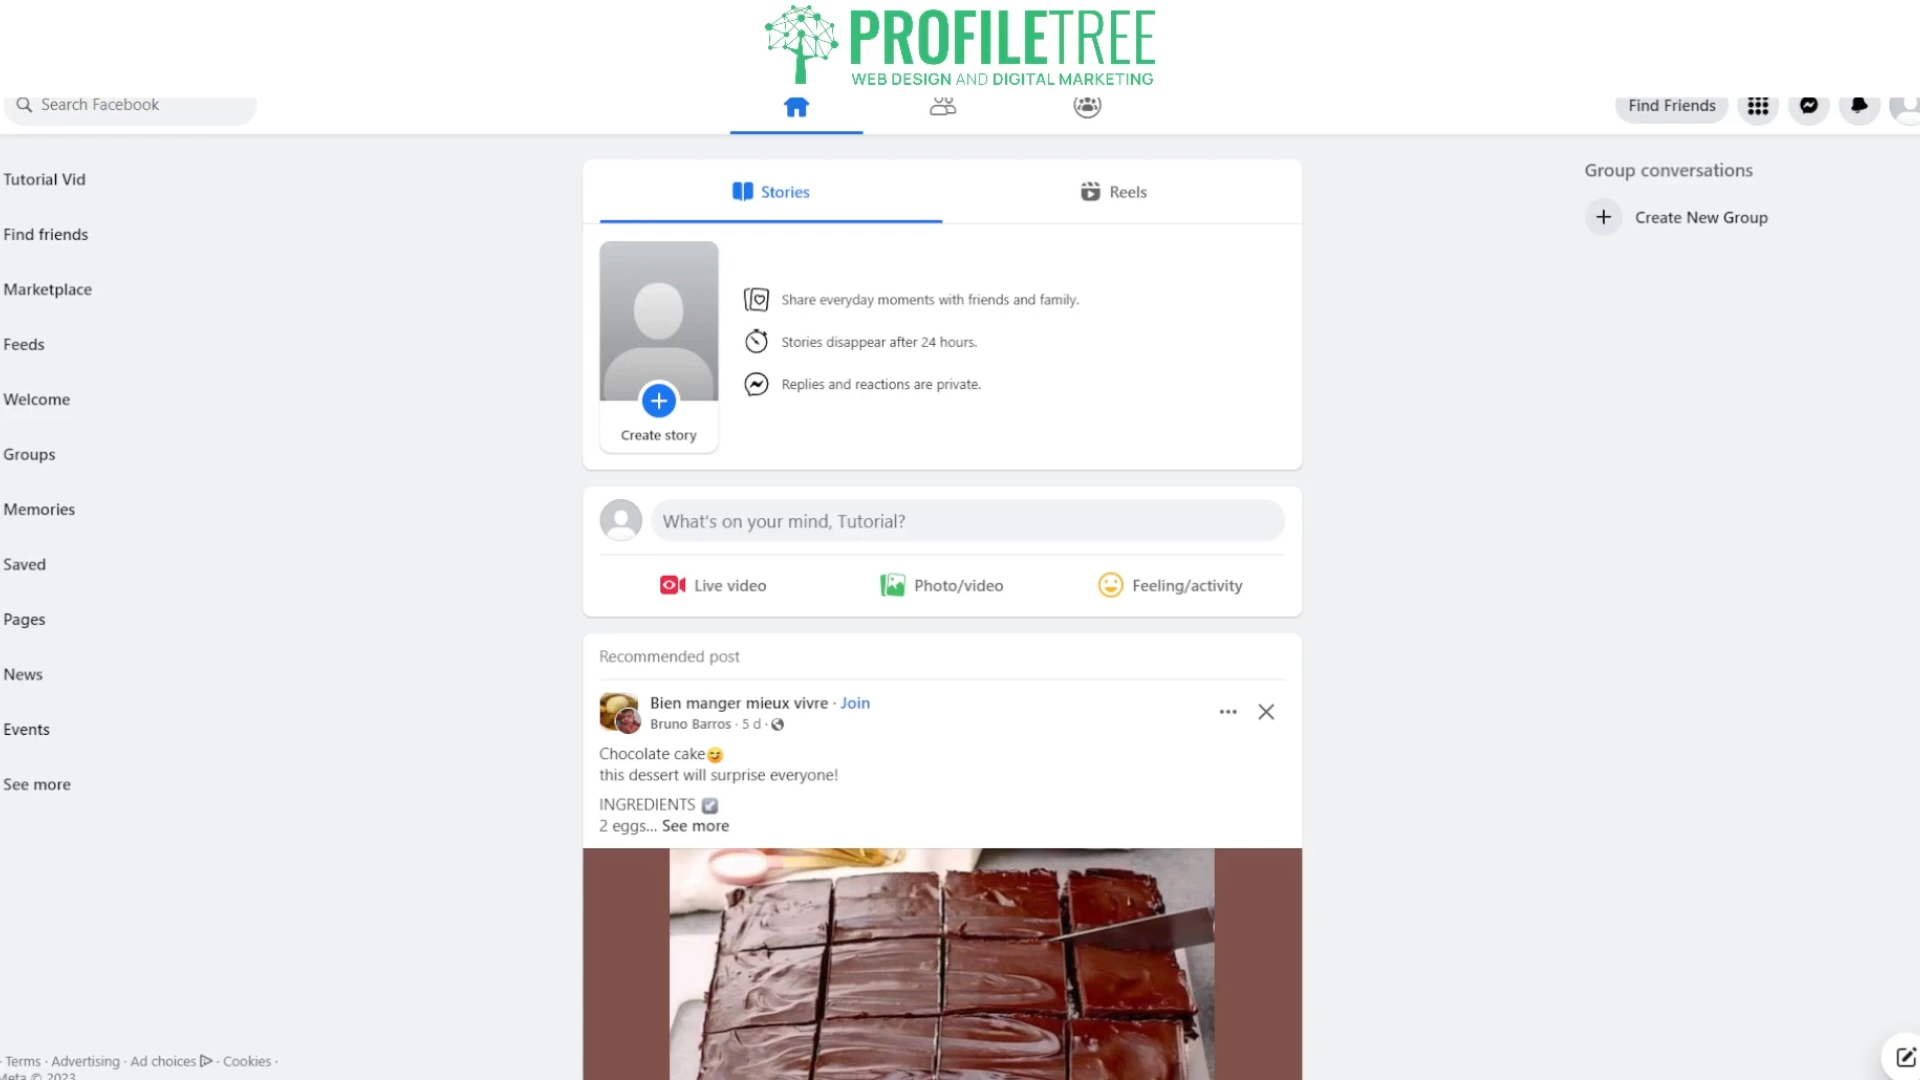 PROFILETREE
WEB DESIGN AND DIGITAL MARKETING
Search Facebook
Find Friends
Tutorial Vid
Find friends
Marketplace
Feeds
Welcome
Groups
Memories
Saved
Pages
News
Events
See more
Terms · Advertising · Ad choices · Cookies ·
Meta © 2023
Stories
Reels
Create story
Share everyday moments with friends and family.
Stories disappear after 24 hours.
Replies and reactions are private.
What's on your mind, Tutorial?
Live video
Photo/video
Feeling/activity
Recommended post
Bien manger mieux vivre · Join
Bruno Barros · 5 d ·
Chocolate cake😋
this dessert will surprise everyone!
INGREDIENTS ↙️
2 eggs... See more
Group conversations
Create New Group